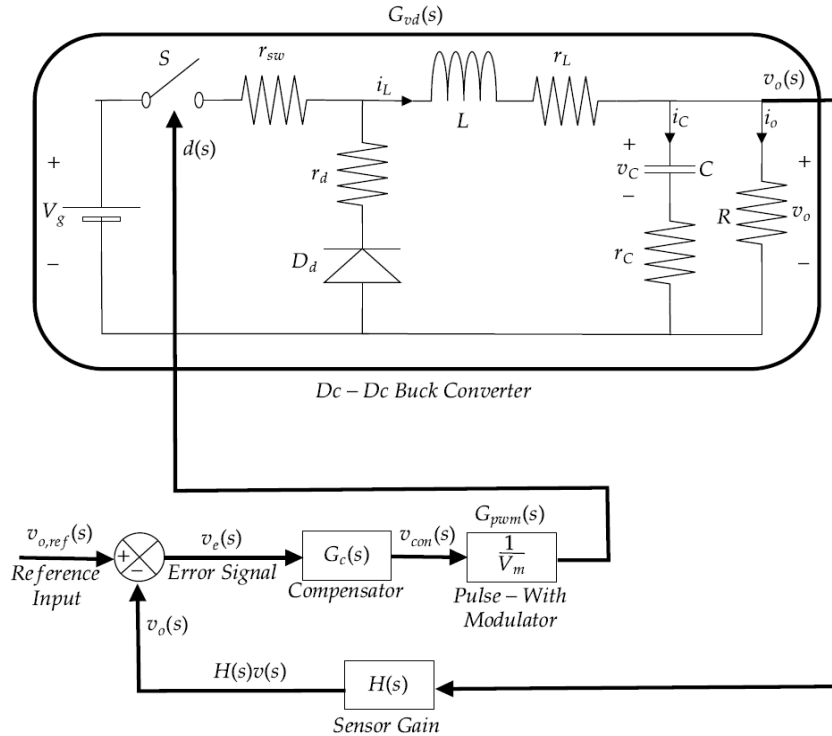 G_vd(s)
S
r_sw
i_L
L
r_L
v_o(s)
d(s)
+
V_g
−
r_d
D_d
i_C
+
v_C
−
C
r_C
i_o
R
+
v_o
−
Dc − Dc Buck Converter
v_o,ref(s)
Reference
Input
+
−
v_e(s)
Error Signal
G_c(s)
Compensator
v_con(s)
G_pwm(s)
1
V_m
Pulse − With
Modulator
v_o(s)
H(s)v(s)
H(s)
Sensor Gain